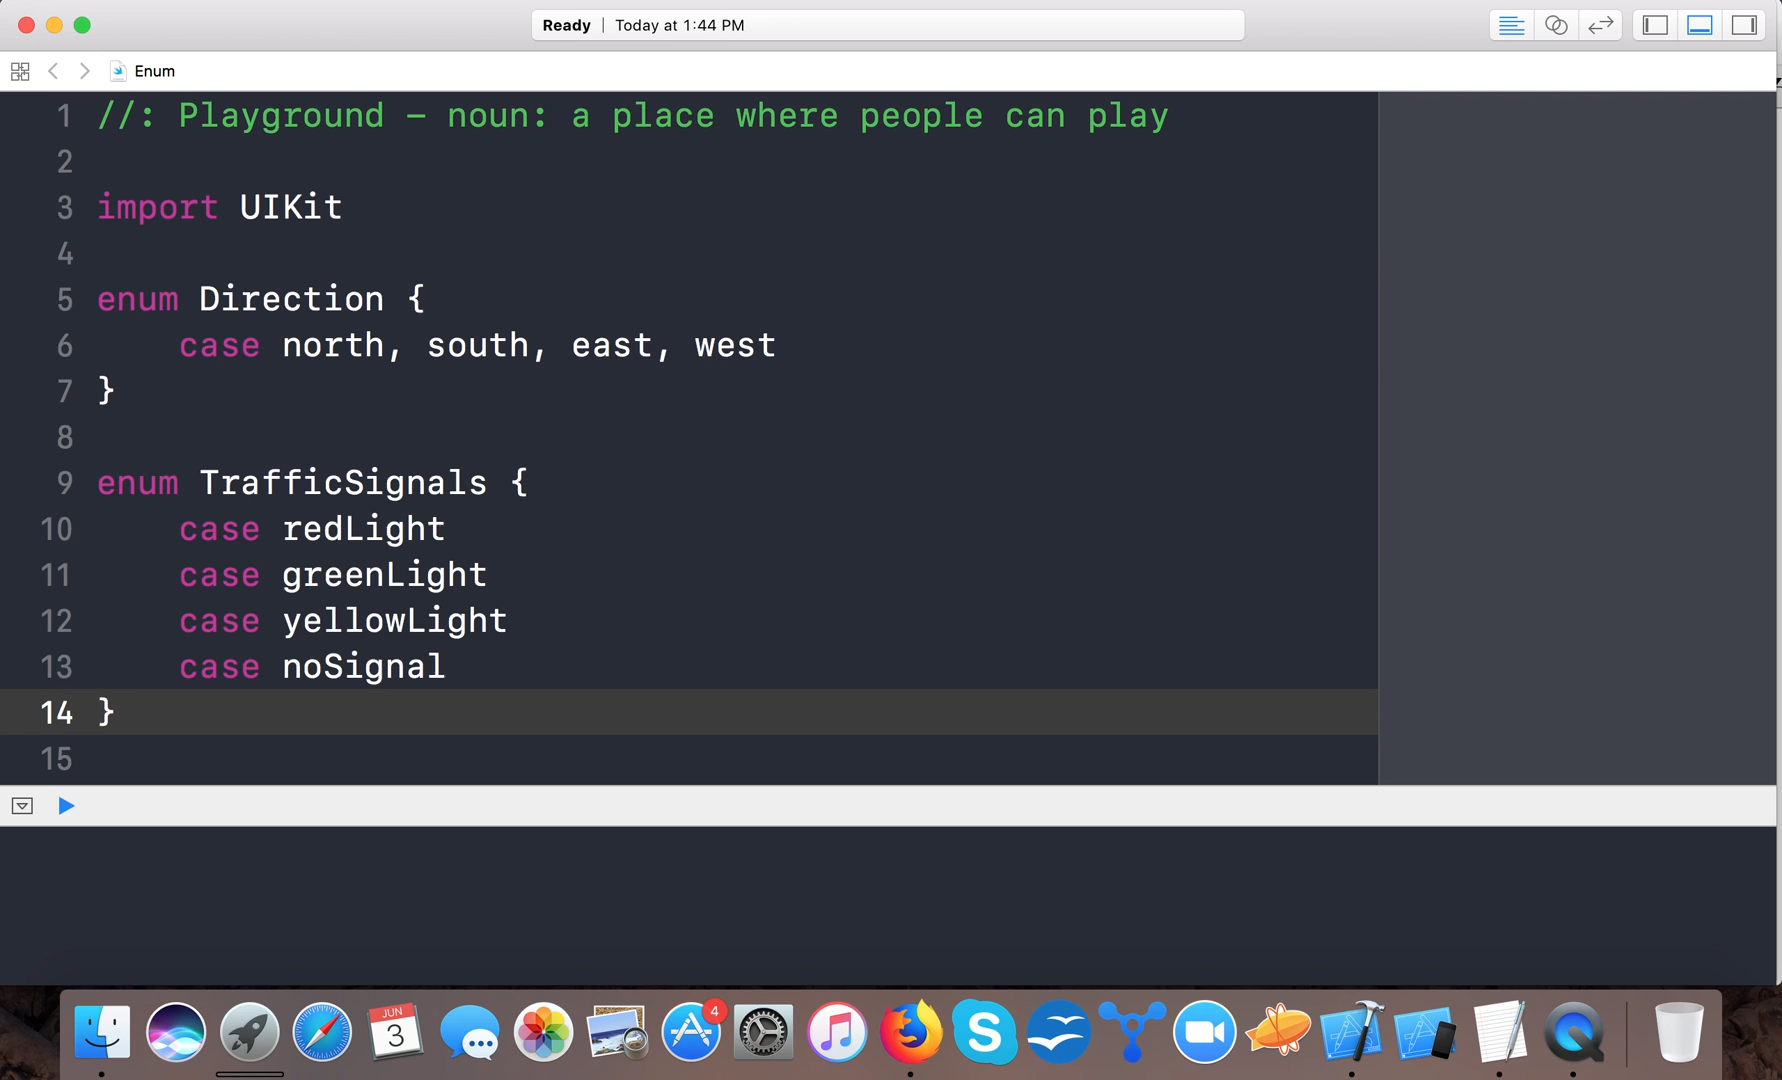 Ready | Today at 1:44 PM
Enum
1 //: Playground – noun: a place where people can play
2
3 import UIKit
4
5 enum Direction {
6 case north, south, east, west
7 }
8
9 enum TrafficSignals {
10 case redLight
11 case greenLight
12 case yellowLight
13 case noSignal
14 }
15
JUN
3
4
S